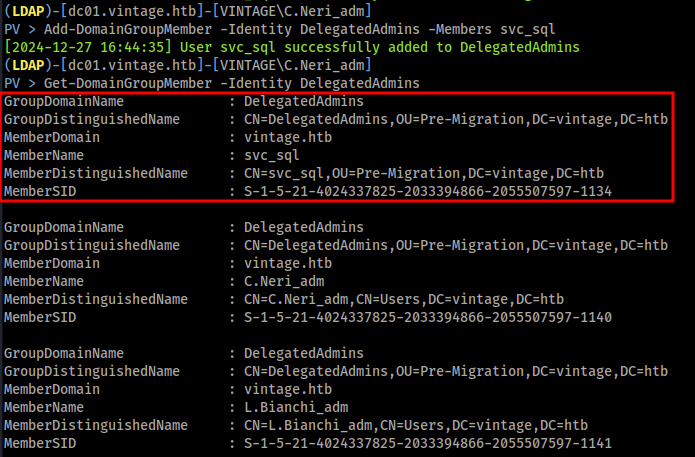 (LDAP)-[dc01.vintage.htb]-[VINTAGE\C.Neri_adm]
PV > Add-DomainGroupMember -Identity DelegatedAdmins -Members svc_sql
[2024-12-27 16:44:35] User svc_sql successfully added to DelegatedAdmins
(LDAP)-[dc01.vintage.htb]-[VINTAGE\C.Neri_adm]
PV > Get-DomainGroupMember -Identity DelegatedAdmins
GroupDomainName : DelegatedAdmins
GroupDistinguishedName : CN=DelegatedAdmins,OU=Pre-Migration,DC=vintage,DC=htb
MemberDomain : vintage.htb
MemberName : svc_sql
MemberDistinguishedName : CN=svc_sql,OU=Pre-Migration,DC=vintage,DC=htb
MemberSID : S-1-5-21-4024337825-2033394866-2055507597-1134
GroupDomainName : DelegatedAdmins
GroupDistinguishedName : CN=DelegatedAdmins,OU=Pre-Migration,DC=vintage,DC=htb
MemberDomain : vintage.htb
MemberName : C.Neri_adm
MemberDistinguishedName : CN=C.Neri_adm,CN=Users,DC=vintage,DC=htb
MemberSID : S-1-5-21-4024337825-2033394866-2055507597-1140
GroupDomainName : DelegatedAdmins
GroupDistinguishedName : CN=DelegatedAdmins,OU=Pre-Migration,DC=vintage,DC=htb
MemberDomain : vintage.htb
MemberName : L.Bianchi_adm
MemberDistinguishedName : CN=L.Bianchi_adm,CN=Users,DC=vintage,DC=htb
MemberSID : S-1-5-21-4024337825-2033394866-2055507597-1141